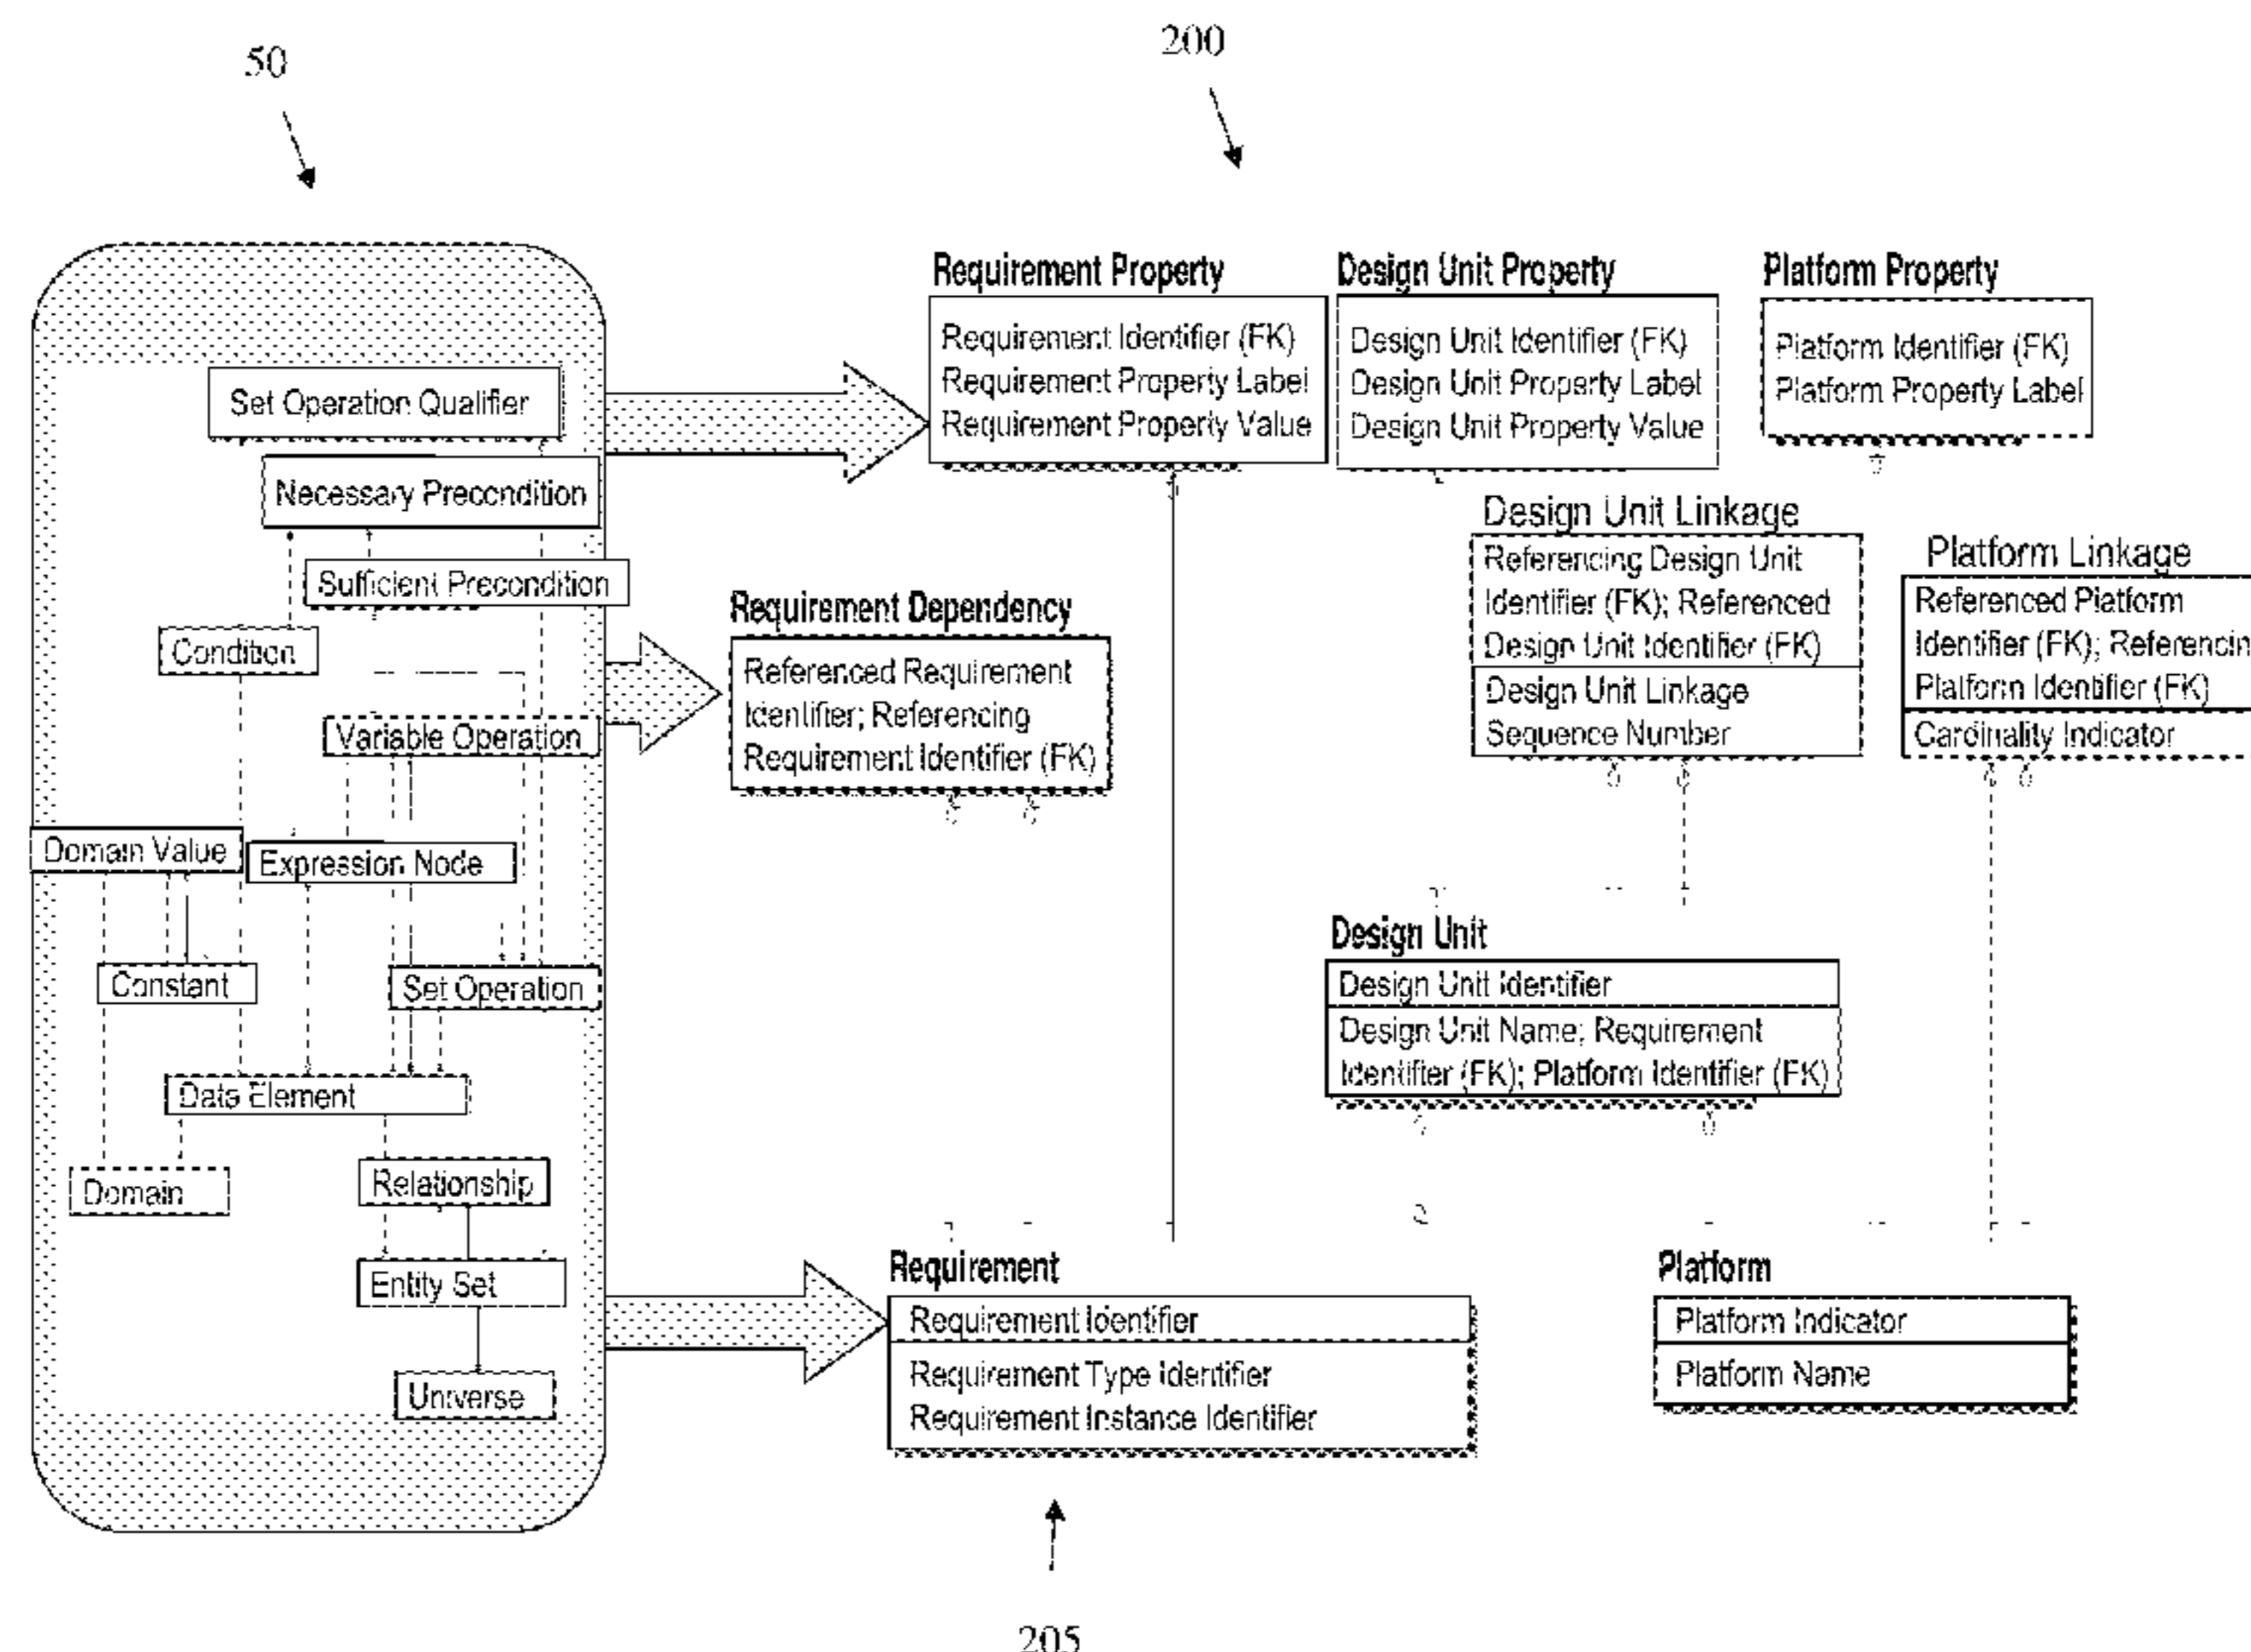 50
200
Set Operation Qualifier
Necessary Precondition
Sufficient Precondition
Condition
Variable Operation
Domain Value
Expression Node
Constant
Set Operation
Data Element
Domain
Relationship
Entity Set
Universe
Requirement Property
Requirement Identifier (FK)
Requirement Property Label
Requirement Property Value
Design Unit Property
Design Unit Identifier (FK)
Design Unit Property Label
Design Unit Property Value
Platform Property
Platform Identifier (FK)
Platform Property Label
Design Unit Linkage
Referencing Design Unit
Identifier (FK); Referenced
Design Unit Identifier (FK)
Design Unit Linkage
Sequence Number
Platform Linkage
Referenced Platform
Identifier (FK); Referencin
Platform Identifier (FK)
Cardinality Indicator
Requirement Dependency
Referenced Requirement
Identifier; Referencing
Requirement Identifier (FK)
Design Unit
Design Unit Identifier
Design Unit Name; Requirement
Identifier (FK); Platform Identifier (FK)
Requirement
Requirement Identifier
Requirement Type Identifier
Requirement Instance Identifier
Platform
Platform Indicator
Platform Name
205